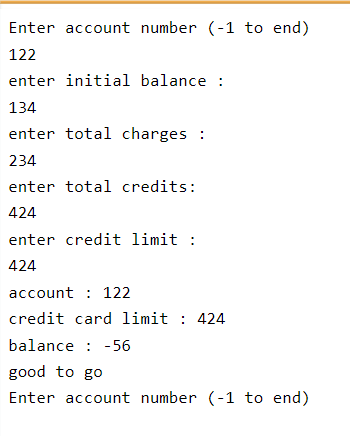 Enter account number (-1 to end)
122
enter initial balance :
134
enter total charges :
234
enter total credits:
424
enter credit limit :
424
account : 122
credit card limit : 424
balance : -56
good to go
Enter account number (-1 to end)